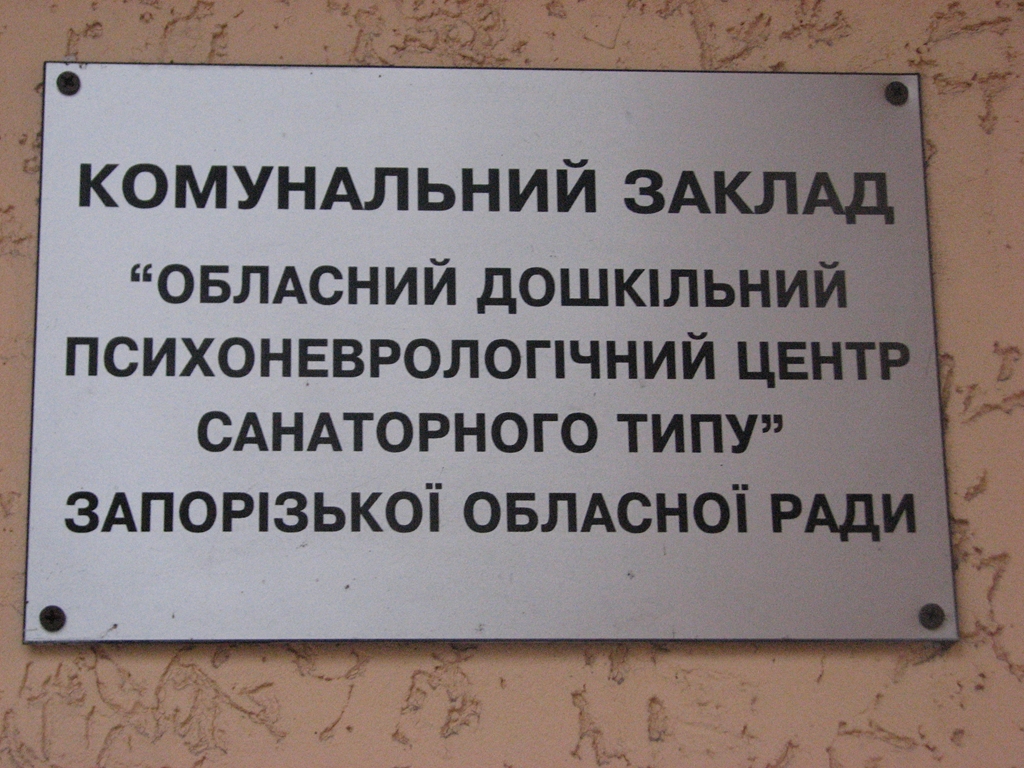 КОМУНАЛЬНИЙ ЗАКЛАД
“ОБЛАСНИЙ ДОШКІЛЬНИЙ
ПСИХОНЕВРОЛОГІЧНИЙ ЦЕНТР
САНАТОРНОГО ТИПУ”
ЗАПОРІЗЬКОЇ ОБЛАСНОЇ РАДИ